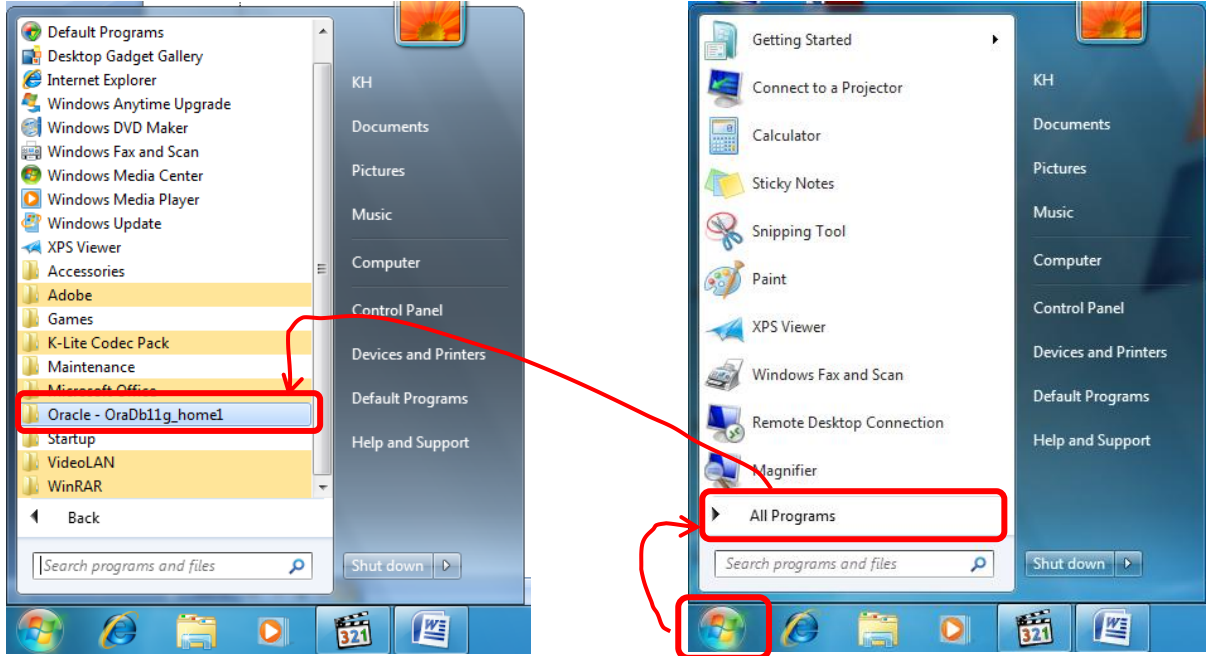 Default Programs
Desktop Gadget Gallery
Internet Explorer
Windows Anytime Upgrade
Windows DVD Maker
Windows Fax and Scan
Windows Media Center
Windows Media Player
Windows Update
XPS Viewer
Accessories
Adobe
Games
K-Lite Codec Pack
Maintenance
Microsoft Office
Oracle - OraDb11g_home1
Startup
VideoLAN
WinRAR
Back
Search programs and files
KH
Documents
Pictures
Music
Computer
Control Panel
Devices and Printers
Default Programs
Help and Support
Shut down
321
W
Getting Started
Connect to a Projector
Calculator
Sticky Notes
Snipping Tool
Paint
XPS Viewer
Windows Fax and Scan
Remote Desktop Connection
Magnifier
All Programs
Search programs and files
KH
Documents
Pictures
Music
Computer
Control Panel
Devices and Printers
Default Programs
Help and Support
Shut down
321
W